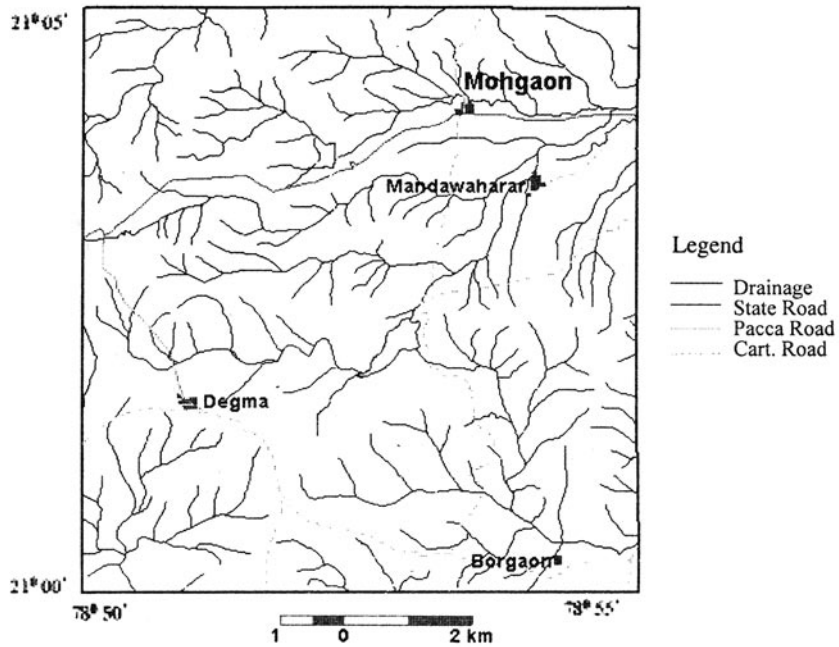 21° 05'
Mohgaon
Mandawaharar
Legend
Drainage
State Road
Pacca Road
Cart. Road
Degma
Borgaon
21° 00'
78° 50'
78° 55'
1 0 2 km